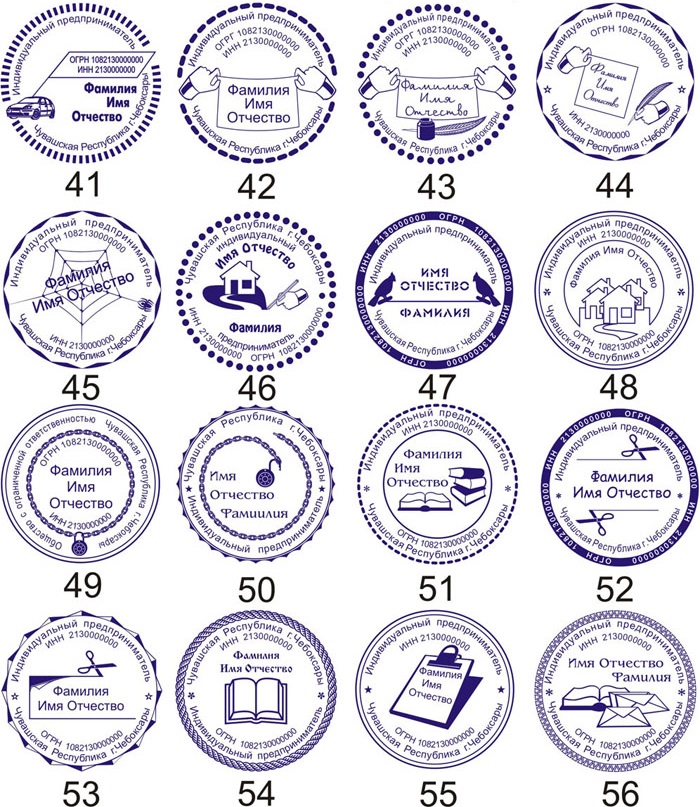 Индивидуальный предприниматель
ОГРН 1082130000000
ИНН 2130000000
Фамилия
Имя
Отчество
Чувашская Республика г.Чебоксары
41
Индивидуальный предприниматель
ОГРГ 1082130000000
ИНН 2130000000
Фамилия
Имя
Отчество
Чувашская Республика г.Чебоксары
42
Индивидуальный предприниматель
ОГРГ 1082130000000
ИНН 2130000000
Фамилия
Имя
Отчество
Чувашская Республика г.Чебоксары
43
Индивидуальный предприниматель
ОГРН 1082130000000
Фамилия
Имя
Отчество
ИНН 2130000000
Чувашская Республика г.Чебоксары
44
Индивидуальный предприниматель
ОГРН 1082130000000
Фамилия
Имя Отчество
ИНН 2130000000
Чувашская Республика г.Чебоксары
45
Чувашская Республика г.Чебоксары
индивидуальный
Имя Отчество
Фамилия
предприниматель
ИНН 2130000000 ОГРН 1082130000000
46
ИНН 2130000000 ОГРН 1082130000000 ИНН 2130000000 ОГРН 1082130000000
Индивидуальный предприниматель
ИМЯ
ОТЧЕСТВО
ФАМИЛИЯ
Чувашская Республика г.Чебоксары
47
Индивидуальный предприниматель
ИНН 2130000000
Фамилия Имя Отчество
ОГРН 1082130000000
Чувашская Республика г.Чебоксары
48
Общество с ограниченной ответственностью Чувашская Республика г.Чебоксары
ОГРН 1082130000000
Фамилия
Имя
Отчество
ИНН 2130000000
49
Чувашская Республика г.Чебоксары
Имя
Отчество
Фамиилия
Индивидуальный предприниматель
50
Индивидуальный предприниматель
ИНН 2130000000
Фамилия
Имя
Отчество
ОГРН 1082130000000
Чувашская Республика г.Чебоксары
51
ИНН 2130000000 ОГРН 1082130000000 ИНН 2130000000 ОГРН 1082130000000
Индивидуальный предприниматель
Фамилия
Имя Отчество
Чувашская Республика г.Чебоксары
52
Индивидуальный предприниматель
ИНН 2130000000
Фамилия
Имя Отчество
ОГРН 1082130000000
Чувашская Республика г.Чебоксары
53
Чувашская Республика г.Чебоксары
ИНН 2130000000
Фамилия
Имя Отчество
ОГРН 1082130000000
Индивидуальный предприниматель
54
Индивидуальный предприниматель
ИНН 2130000000
Фамилия
Имя
Отчество
ОГРН 1082130000000
Чувашская Республика г.Чебоксары
55
Индивидуальный предприниматель
ИНН 2130000000
Имя Отчество
Фамилия
ОГРН 1082130000000
Чувашская Республика г.Чебоксары
56